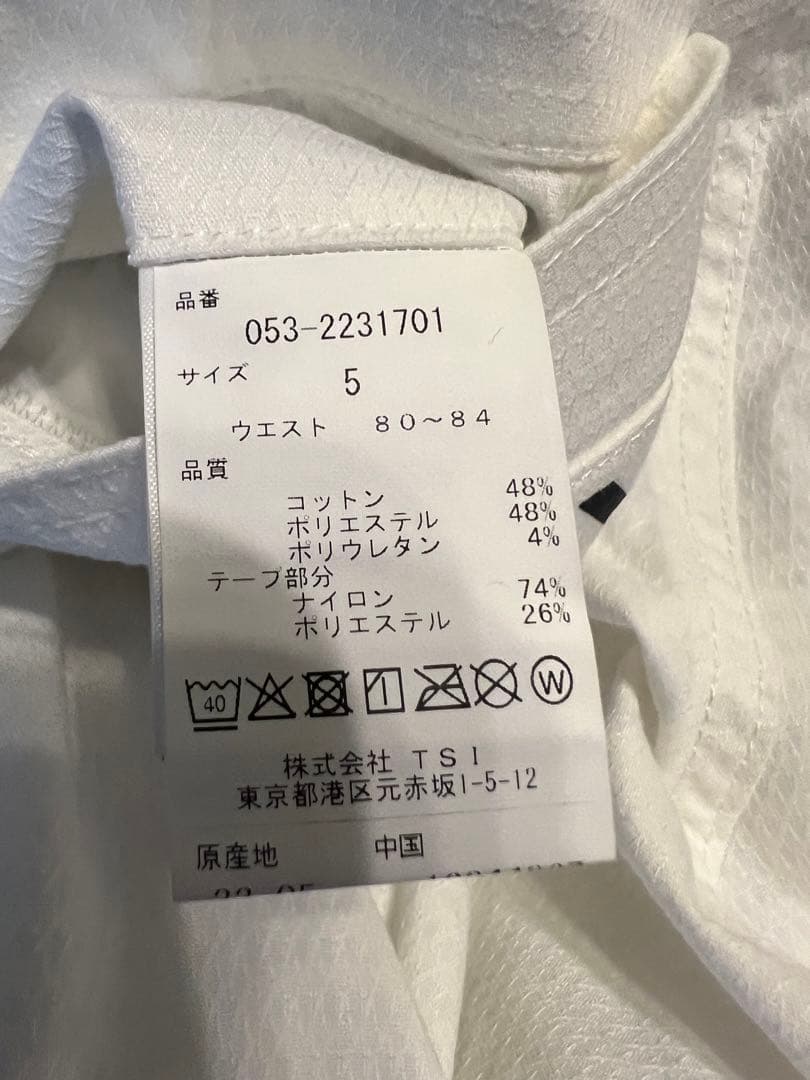 品番
053-2231701
サイズ 5
ウエスト 80～84
品質
コットン 48%
ポリエステル 48%
ポリウレタン 4%
テープ部分
ナイロン 74%
ポリエステル 26%
40
W
株式会社 TSI
東京都港区元赤坂1-5-12
原産地 中国